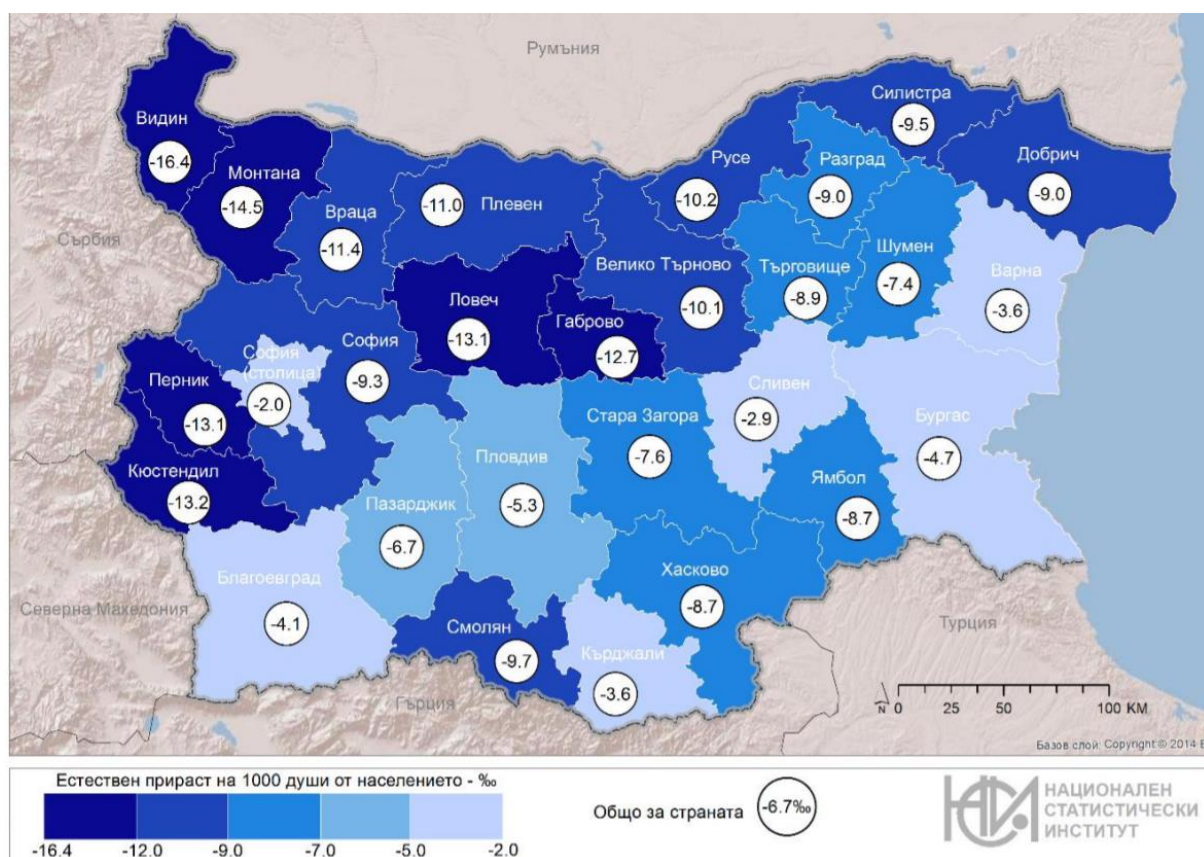 Румъния
Силистра
-9.5
Видин
-16.4
Русе
-10.2
Разград
-9.0
Добрич
-9.0
Монтана
-14.5
Враца
-11.4
-11.0
Плевен
Сърбия
Шумен
-7.4
Велико Търново
-10.1
Търговище
-8.9
Варна
-3.6
Ловеч
-13.1
Габрово
-12.7
София
-9.3
София
(столица)
-2.0
Перник
-13.1
Сливен
-2.9
Стара Загора
-7.6
Бургас
-4.7
Кюстендил
-13.2
Пловдив
-5.3
Ямбол
-8.7
Пазарджик
-6.7
Хасково
-8.7
Благоевград
-4.1
Северна Македония
Смолян
-9.7
Турция
Кърджали
-3.6
Гърция
N
0 25 50 100 KM
Базов слой: Copyright © 2014 E
Естествен прираст на 1000 души от населението - ‰
-16.4 -12.0 -9.0 -7.0 -5.0 -2.0
Общо за страната
-6.7‰
НСИ
НАЦИОНАЛЕН
СТАТИСТИЧЕСКИ
ИНСТИТУТ